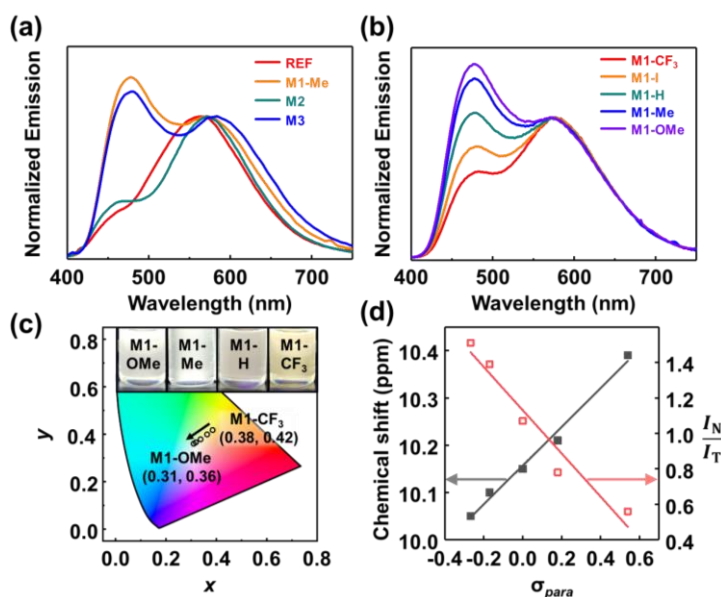 (a)
Normalized Emission
REF
M1-Me
M2
M3
400 500 600 700
Wavelength (nm)
(b)
Normalized Emission
M1-CF₃
M1-I
M1-H
M1-Me
M1-OMe
400 500 600 700
Wavelength (nm)
(c)
0.8
0.6
0.4
0.2
0.0
y
M1-
OMe
M1-
Me
M1-
H
M1-
CF₃
M1-CF₃
(0.38, 0.42)
M1-OMe
(0.31, 0.36)
0.0 0.2 0.4 0.6 0.8
x
(d)
Chemical shift (ppm)
10.4
10.3
10.2
10.1
10.0
1.4
1.2
1.0
0.8
0.6
0.4
I_N
I_T
-0.4 -0.2 0.0 0.2 0.4 0.6
σ_para